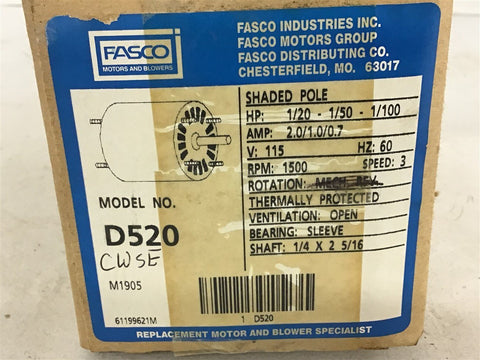 FASCO
MOTORS AND BLOWERS
FASCO INDUSTRIES INC.
FASCO MOTORS GROUP
FASCO DISTRIBUTING CO.
CHESTERFIELD, MO. 63017
SHADED POLE
HP: 1/20 - 1/50 - 1/100
AMP: 2.0/1.0/0.7
V: 115 HZ: 60
RPM: 1500 SPEED: 3
ROTATION: MECH. REV.
THERMALLY PROTECTED
VENTILATION: OPEN
BEARING: SLEEVE
SHAFT: 1/4 X 2 5/16
MODEL NO.
D520
CWSE
M1905
61199621M
1 D520
REPLACEMENT MOTOR AND BLOWER SPECIALIST